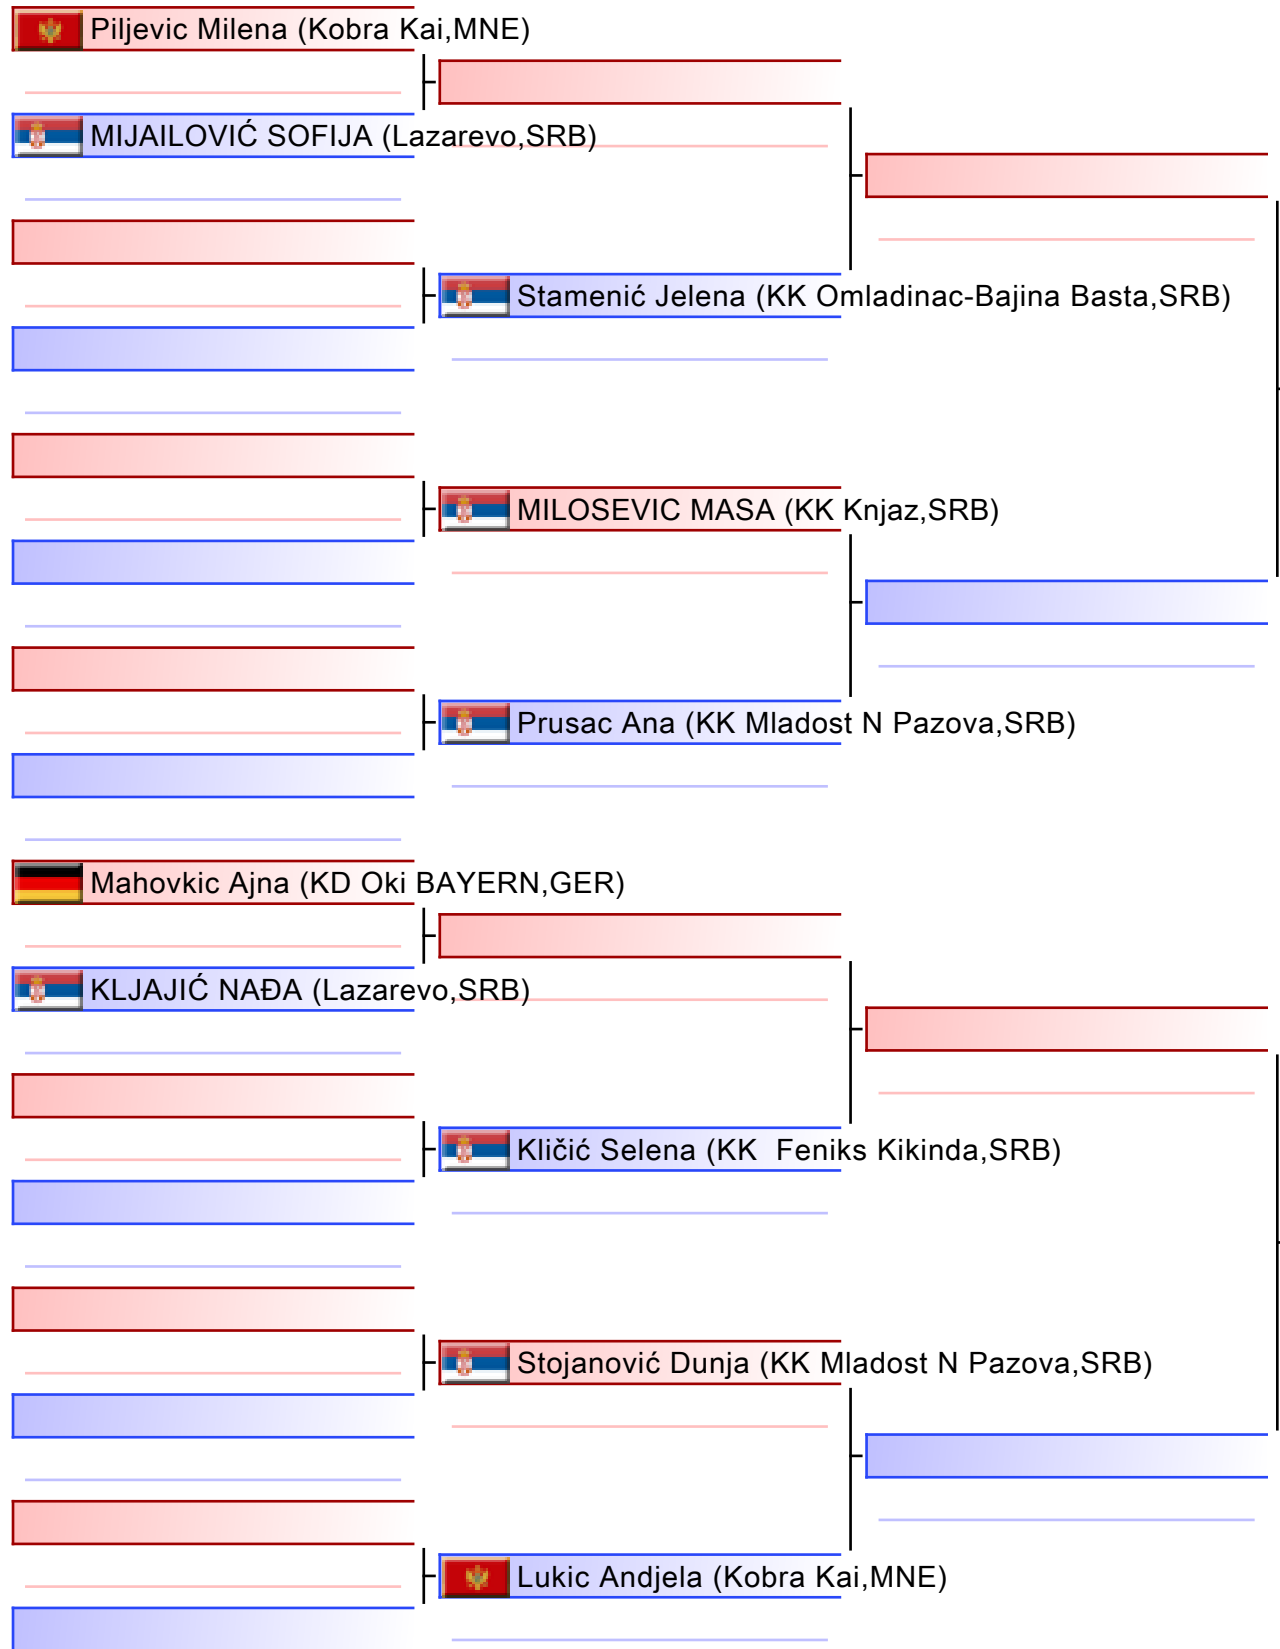 Piljevic Milena (Kobra Kai,MNE)
MIJAILOVIĆ SOFIJA (Lazarevo,SRB)
Stamenić Jelena (KK Omladinac-Bajina Basta,SRB)
MILOSEVIC MASA (KK Knjaz,SRB)
Prusac Ana (KK Mladost N Pazova,SRB)
Mahovkic Ajna (KD Oki BAYERN,GER)
KLJAJIĆ NAĐA (Lazarevo,SRB)
Kličić Selena (KK  Feniks Kikinda,SRB)
Stojanović Dunja (KK Mladost N Pazova,SRB)
Lukic Andjela (Kobra Kai,MNE)